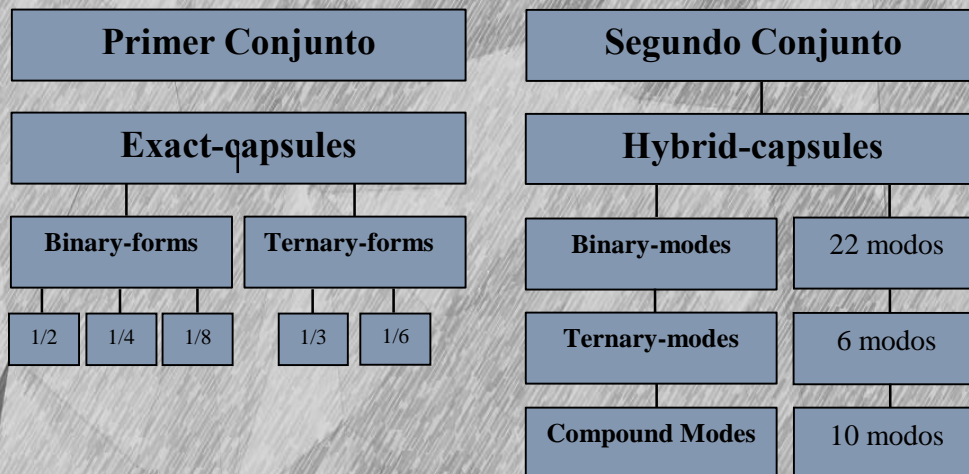 Primer Conjunto
Exact-qapsules
Binary-forms
Ternary-forms
1/2
1/4
1/8
1/3
1/6
Segundo Conjunto
Hybrid-capsules
Binary-modes
22 modos
Ternary-modes
6 modos
Compound Modes
10 modos